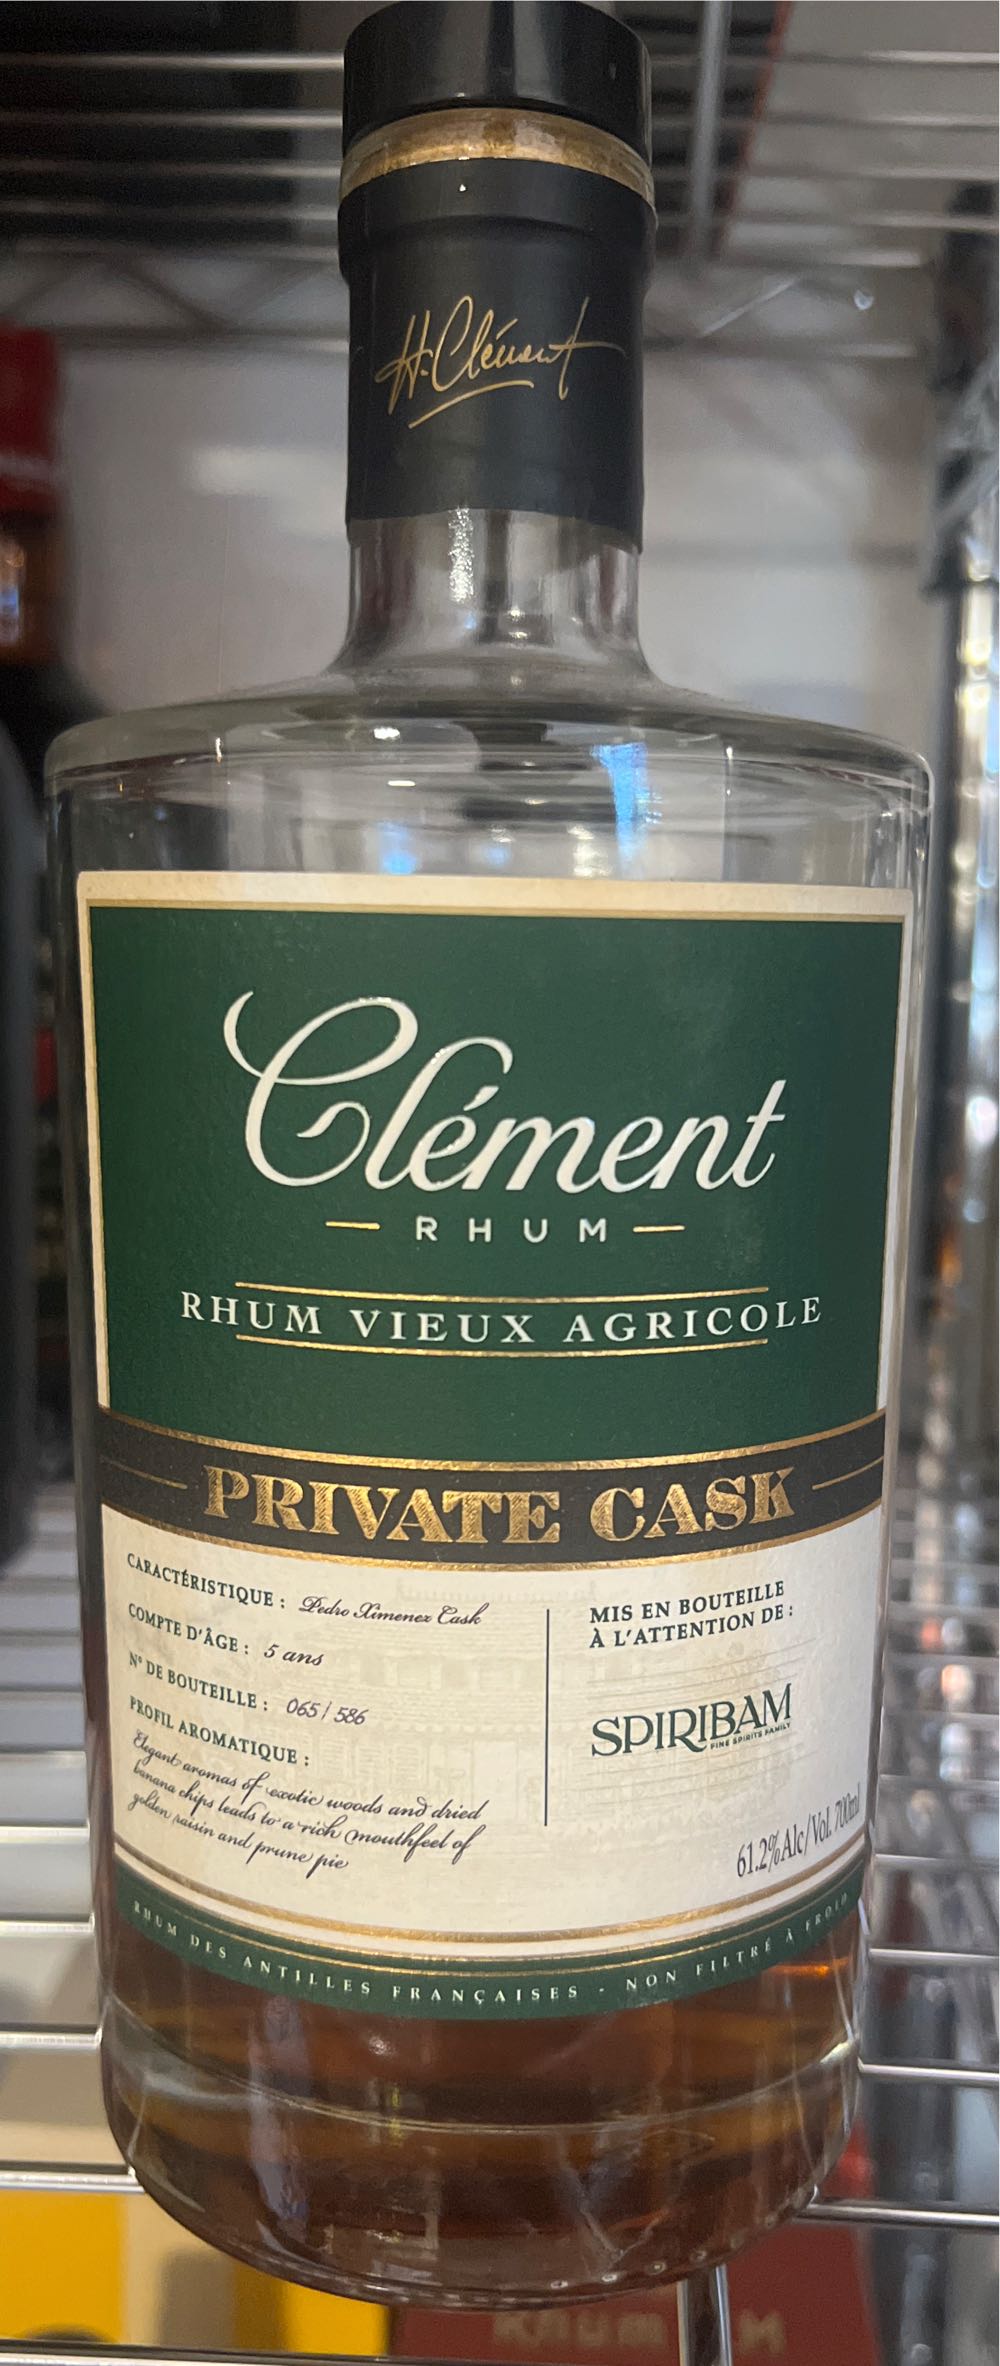 H. Clément
Clément
RHUM
RHUM VIEUX AGRICOLE
PRIVATE CASK
CARACTÉRISTIQUE : Pedro Ximenez Cask
COMPTE D'ÂGE : 5 ans
N° DE BOUTEILLE : 065 / 586
PROFIL AROMATIQUE :
Elegant aromas of exotic woods and dried
banana chips leads to a rich mouthfeel of
golden raisin and prune pie
MIS EN BOUTEILLE
À L'ATTENTION DE :
SPIRIBAM
FINE SPIRITS FAMILY
61.2% Alc/Vol. 700ml
RHUM DES ANTILLES FRANÇAISES - NON FILTRÉ À FROID
Rhum M